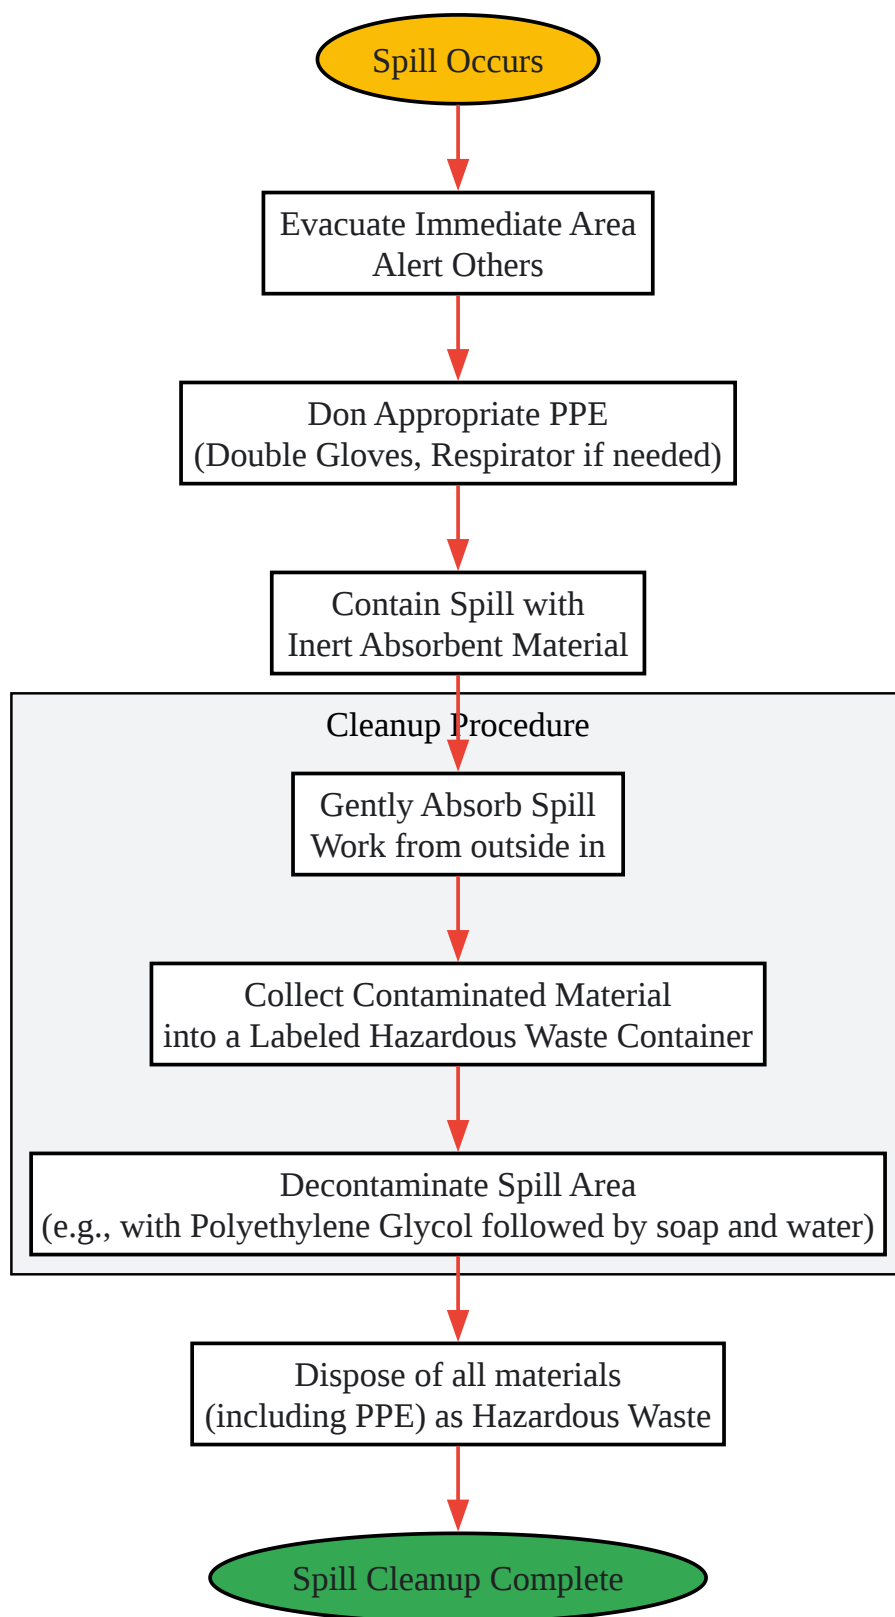 Spill Occurs
Evacuate Immediate Area
Alert Others
Don Appropriate PPE
(Double Gloves, Respirator if needed)
Contain Spill with
Inert Absorbent Material
Cleanup Procedure
Gently Absorb Spill
Work from outside in
Collect Contaminated Material
into a Labeled Hazardous Waste Container
Decontaminate Spill Area
(e.g., with Polyethylene Glycol followed by soap and water)
Dispose of all materials
(including PPE) as Hazardous Waste
Spill Cleanup Complete